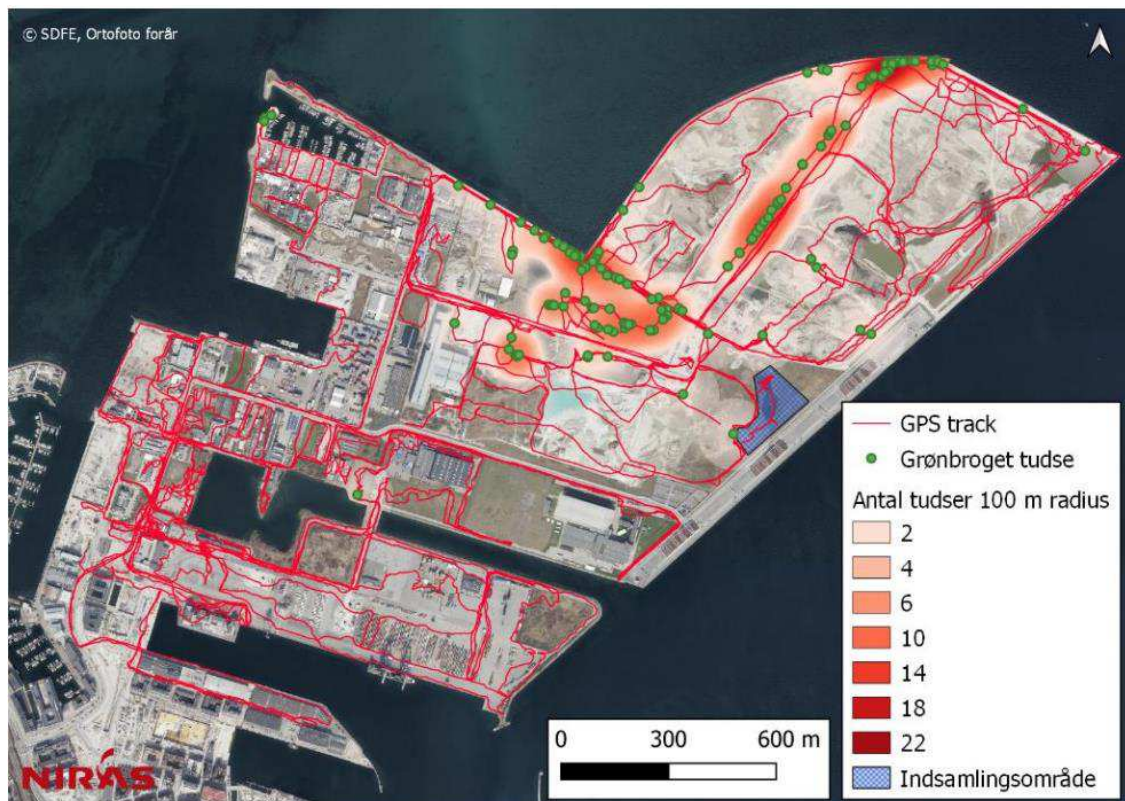 © SDFE, Ortofoto forår
GPS track
Grønbroget tudse
Antal tudser 100 m radius
2
4
6
10
14
18
22
Indsamlingsområde
0 300 600 m
NIRAS